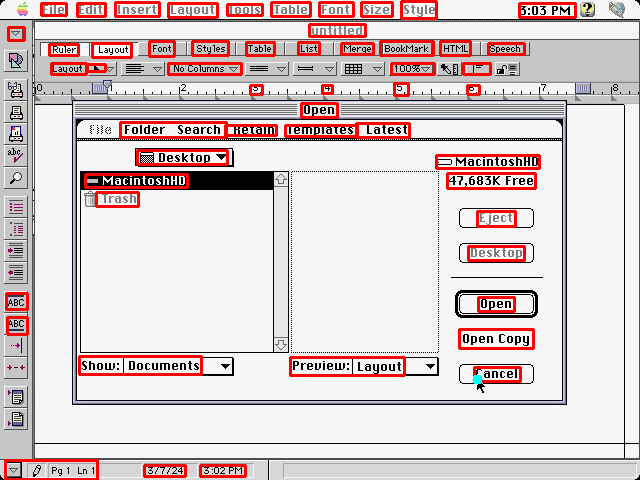 File Edit Insert Layout Tools Table Font Size Style 3:03 PM
untitled
Ruler Layout Font Styles Table List Merge BookMark HTML Speech
Layout No Columns 100%
0 1 2 3 4 5 6 7 8
Open
File Folder Search Retain Templates Latest
Desktop
MacintoshHD
MacintoshHD
47,683K Free
Trash
Eject
Desktop
Open
Open Copy
Show: Documents
Preview: Layout
Cancel
ABC
ABC
Pg 1 Ln 1 3/7/24 3:02 PM